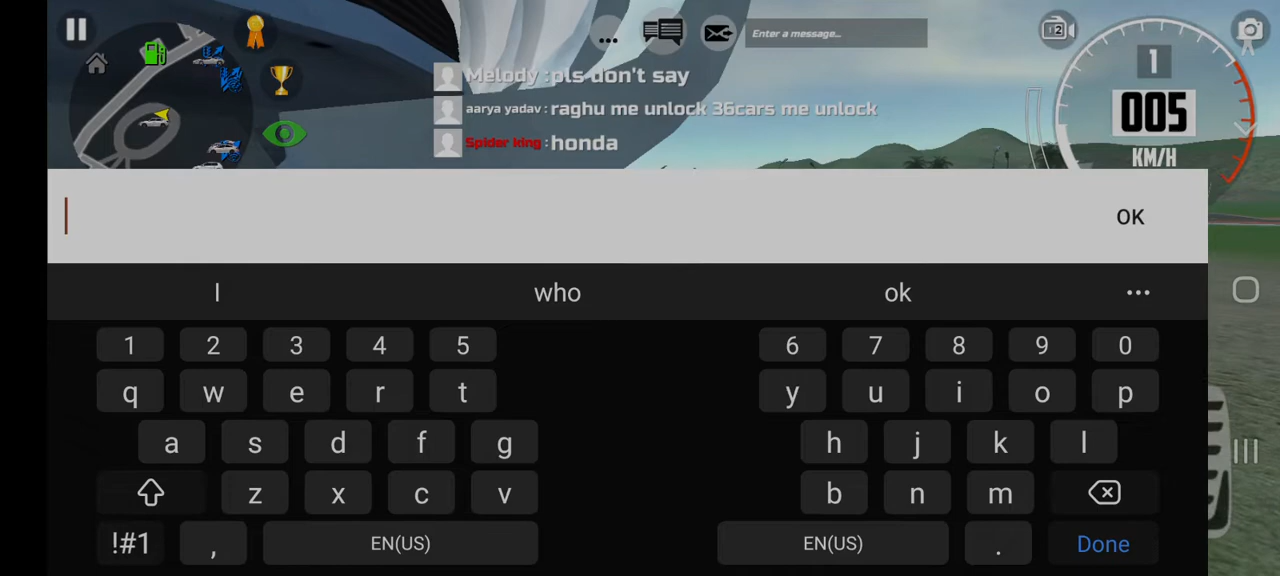 2
Enter a message...
1
Melody :pls don't say
005
aarya yadav : raghu me unlock 36cars me unlock
Spider king : honda
KM/H
OK
I who ok
1 2 3 4 5 6 7 8 9 0
q w e r t y u i o p
a s d f g h j k l
z x c v b n m
!#1 , EN(US) EN(US) . Done